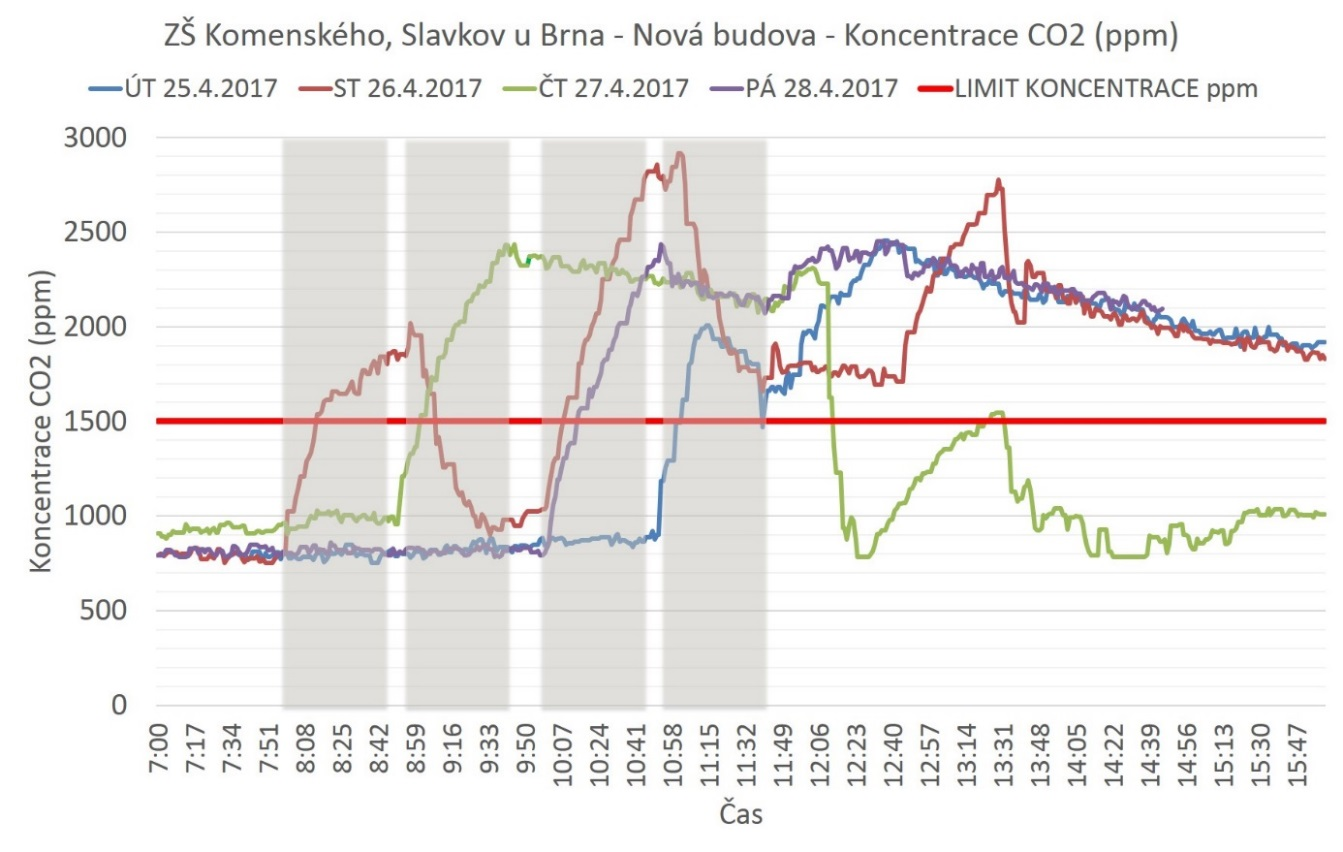 ZŠ Komenského, Slavkov u Brna - Nová budova - Koncentrace CO2 (ppm)
ÚT 25.4.2017 ST 26.4.2017 ČT 27.4.2017 PÁ 28.4.2017 LIMIT KONCENTRACE ppm
Koncentrace CO2 (ppm)
3000
2500
2000
1500
1000
500
0
7:00 7:17 7:34 7:51 8:08 8:25 8:42 8:59 9:16 9:33 9:50 10:07 10:24 10:41 10:58 11:15 11:32 11:49 12:06 12:23 12:40 12:57 13:14 13:31 13:48 14:05 14:22 14:39 14:56 15:13 15:30 15:47
Čas